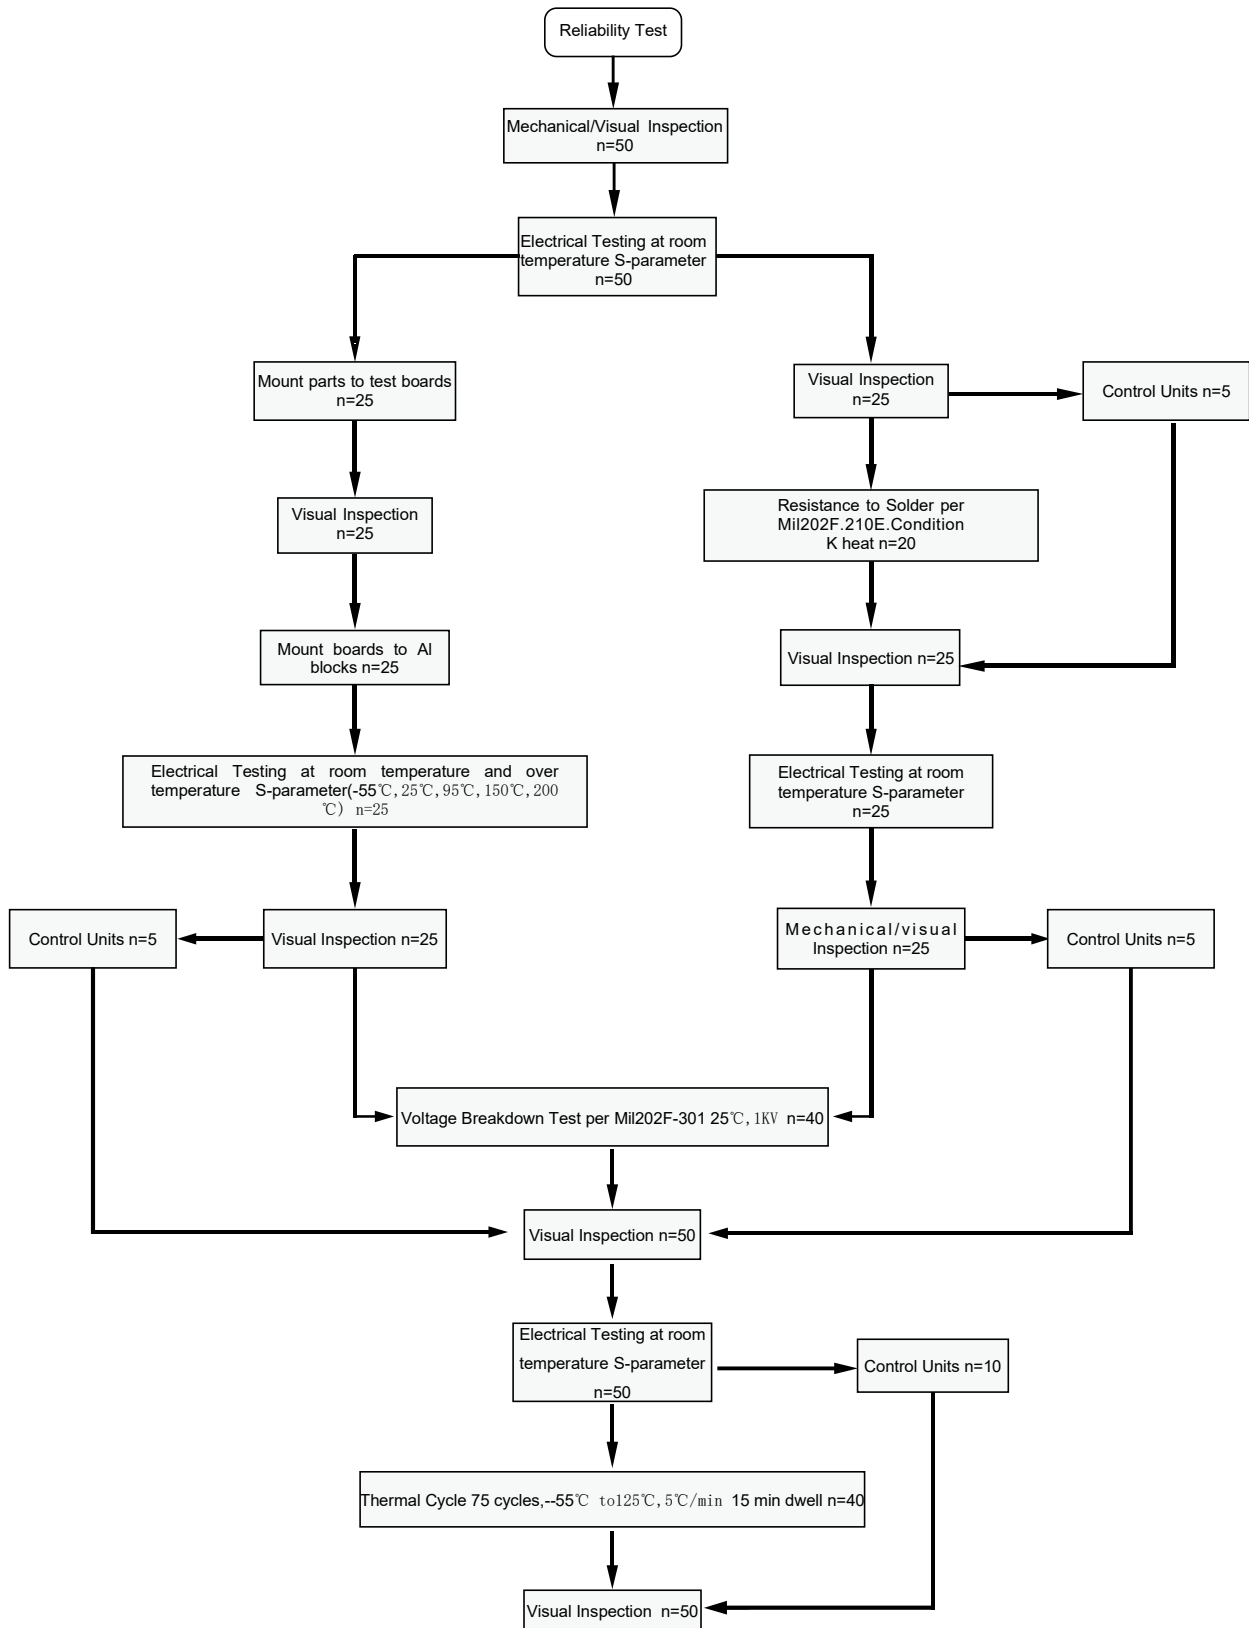 Reliability Test
Mechanical/Visual Inspection
n=50
Electrical Testing at room
temperature S-parameter
n=50
Mount parts to test boards
n=25
Visual Inspection
n=25
Control Units n=5
Visual Inspection
n=25
Resistance to Solder per
Mil202F.210E.Condition
K heat n=20
Mount boards to Al
blocks n=25
Visual Inspection n=25
Electrical Testing at room temperature and over
temperature S-parameter(-55℃,25℃,95℃,150℃,200
℃) n=25
Electrical Testing at room
temperature S-parameter
n=25
Control Units n=5
Visual Inspection n=25
Mechanical/visual
Inspection n=25
Control Units n=5
Voltage Breakdown Test per Mil202F-301 25℃,1KV n=40
Visual Inspection n=50
Electrical Testing at room
temperature S-parameter
n=50
Control Units n=10
Thermal Cycle 75 cycles,--55℃ to125℃,5℃/min 15 min dwell n=40
Visual Inspection n=50